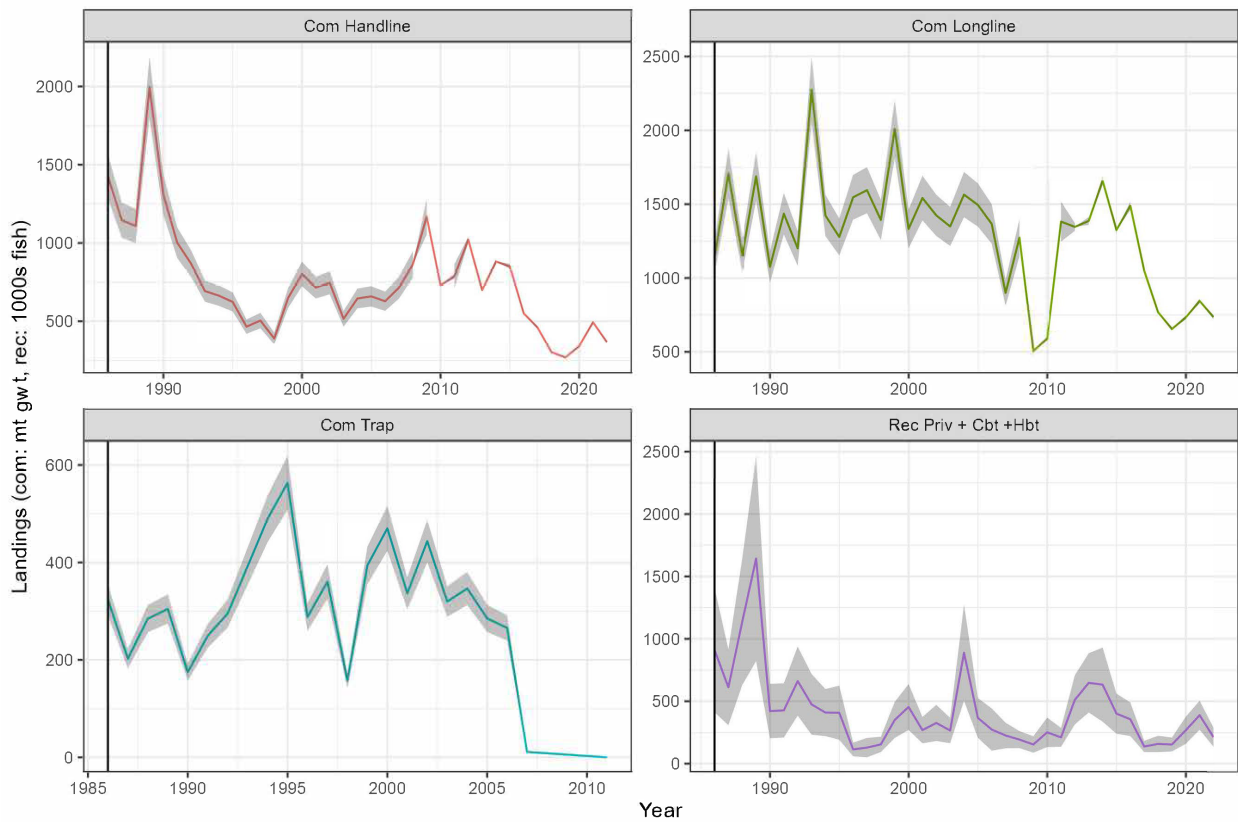 Com Handline
Com Longline
2000
1500
1000
500
1990 2000 2010 2020
2500
2000
1500
1000
500
1990 2000 2010 2020
Landings (com: mt gwt, rec: 1000s fish)
Com Trap
Rec Priv + Cbt +Hbt
600
400
200
0
1985 1990 1995 2000 2005 2010
2500
2000
1500
1000
500
0
1990 2000 2010 2020
Year